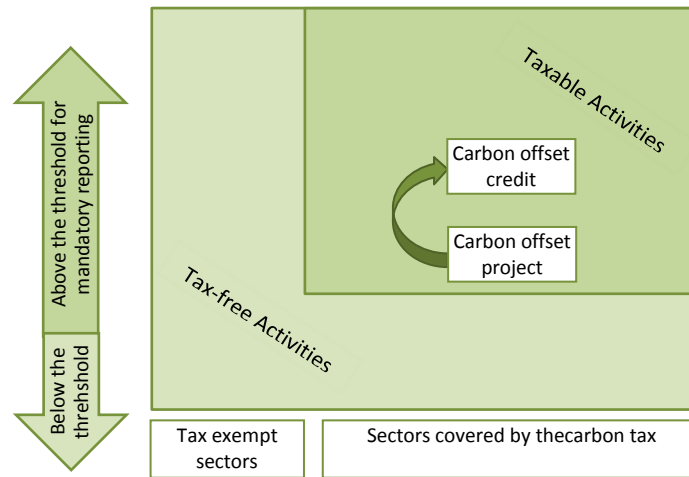 Above the threshold for
mandatory reporting
Below the
threhshold
Taxable Activities
Carbon offset
credit
Carbon offset
project
Tax-free Activities
Tax exempt
sectors
Sectors covered by thecarbon tax